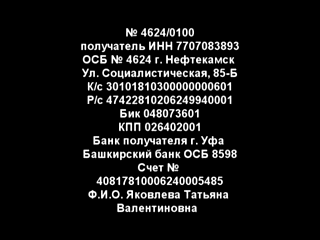 № 4624/0100
получатель ИНН 7707083893
ОСБ № 4624 г. Нефтекамск
Ул. Социалистическая, 85-Б
К/с 30101810300000000601
Р/с 47422810206249940001
Бик 048073601
КПП 026402001
Банк получателя г. Уфа
Башкирский банк ОСБ 8598
Счет №
40817810006240005485
Ф.И.О. Яковлева Татьяна
Валентиновна